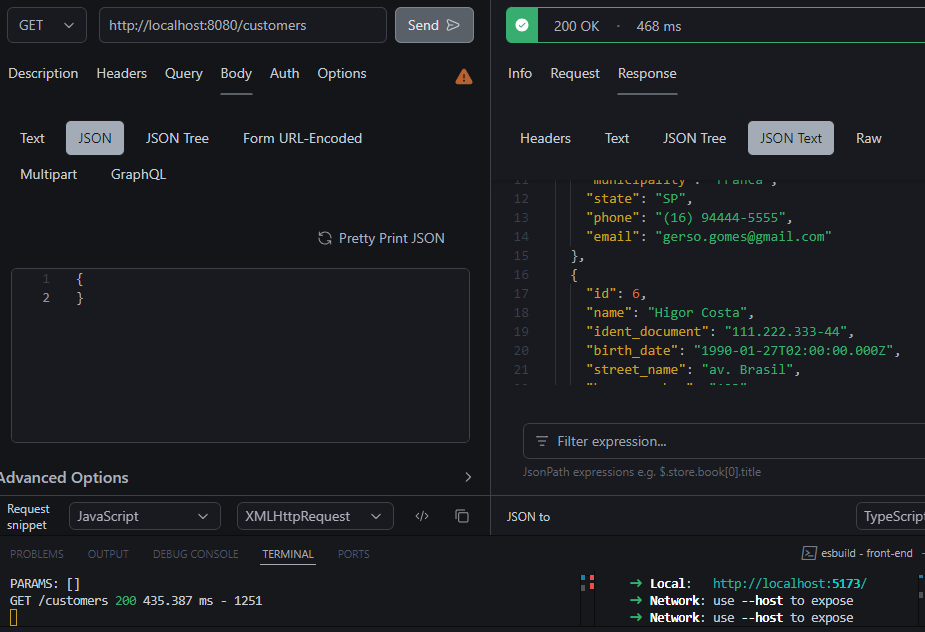 GET
http://localhost:8080/customers
Send
200 OK · 468 ms
Description Headers Query Body Auth Options
Info Request Response
Text JSON JSON Tree Form URL-Encoded
Multipart GraphQL
Headers Text JSON Tree JSON Text Raw
Pretty Print JSON
1 {
2 }
11 "municipality": "Franca",
12 "state": "SP",
13 "phone": "(16) 94444-5555",
14 "email": "gerso.gomes@gmail.com"
15 },
16 {
17 "id": 6,
18 "name": "Higor Costa",
19 "ident_document": "111.222.333-44",
20 "birth_date": "1990-01-27T02:00:00.000Z",
21 "street_name": "av. Brasil",
Filter expression...
JsonPath expressions e.g. $.store.book[0].title
Advanced Options
Request
snippet
JavaScript
XMLHttpRequest
</>
JSON to
TypeScript
PROBLEMS OUTPUT DEBUG CONSOLE TERMINAL PORTS
esbuild - front-end
PARAMS: []
GET /customers 200 435.387 ms - 1251
➜ Local: http://localhost:5173/
➜ Network: use --host to expose
➜ Network: use --host to expose